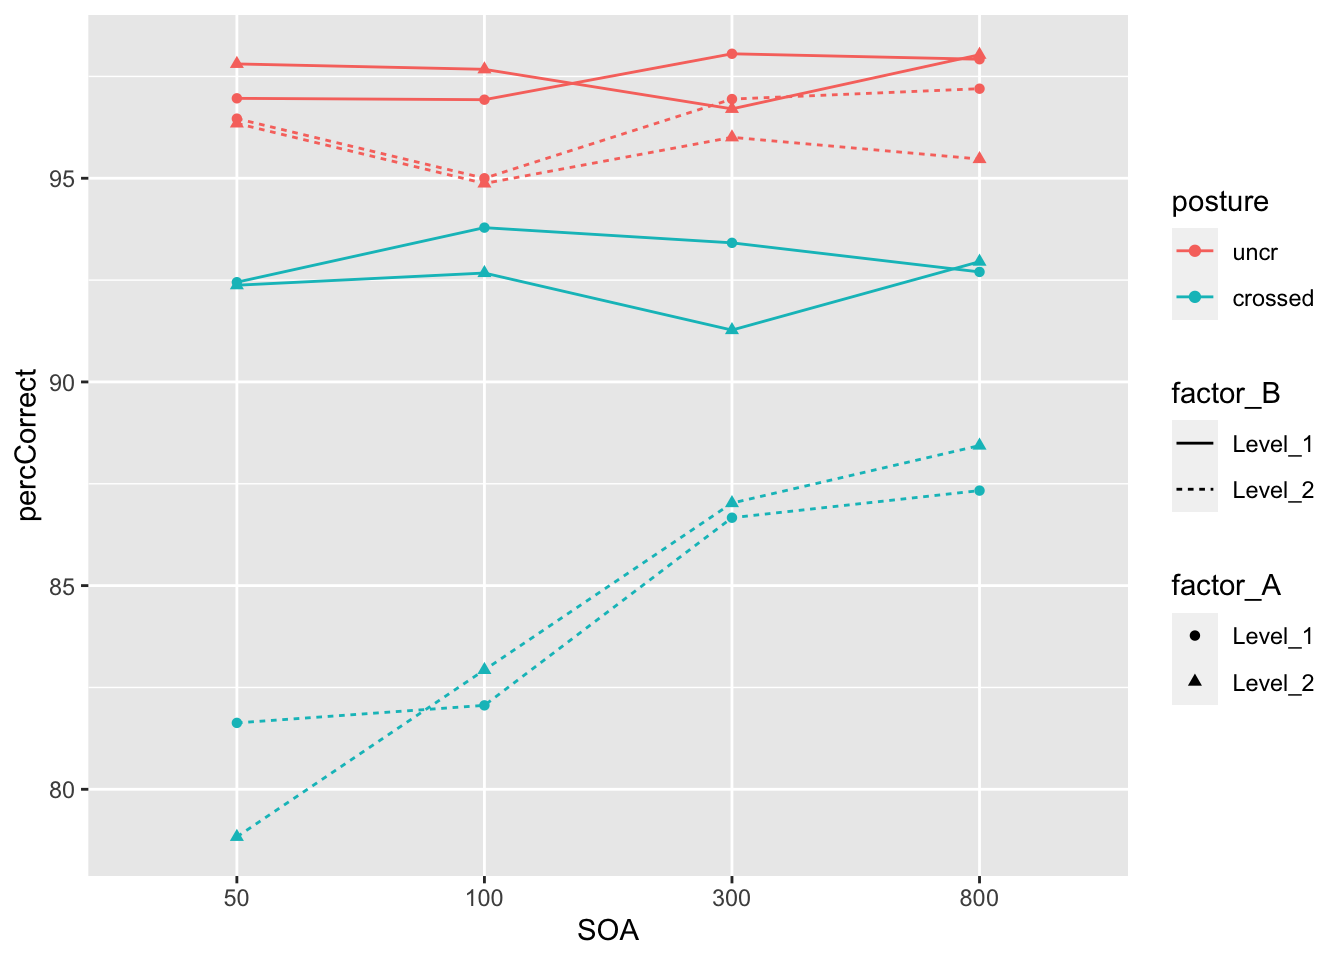 percCorrect
95
90
85
80
50 100 300 800
SOA
posture
uncr
crossed
factor_B
Level_1
Level_2
factor_A
Level_1
Level_2